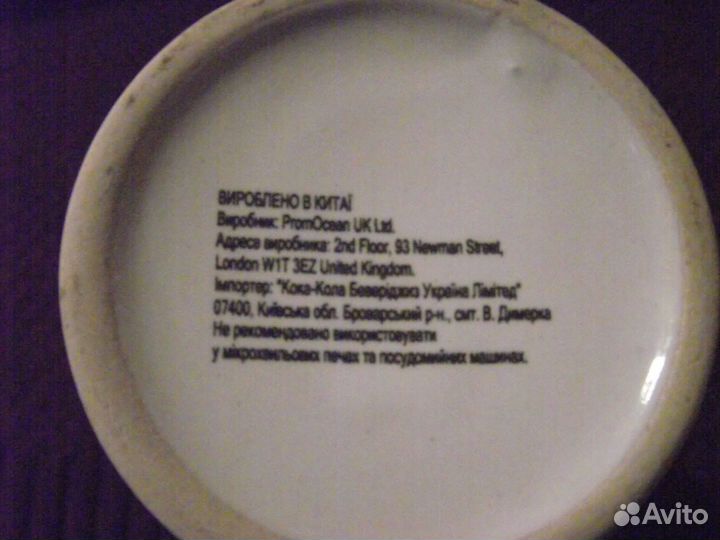 ВИРОБЛЕНО В КИТАЇ
Виробник: PromOcean UK Ltd.
Адреса виробника: 2nd Floor, 93 Newman Street,
London W1T 3EZ United Kingdom.
Імпортер: "Кока-Кола Беверіджиз Україна Лімітед"
07400, Київська обл. Броварський р-н., смт. В. Димерка
Не рекомендовано використовувати
у мікрохвильових печах та посудомийних машинах.
Avito